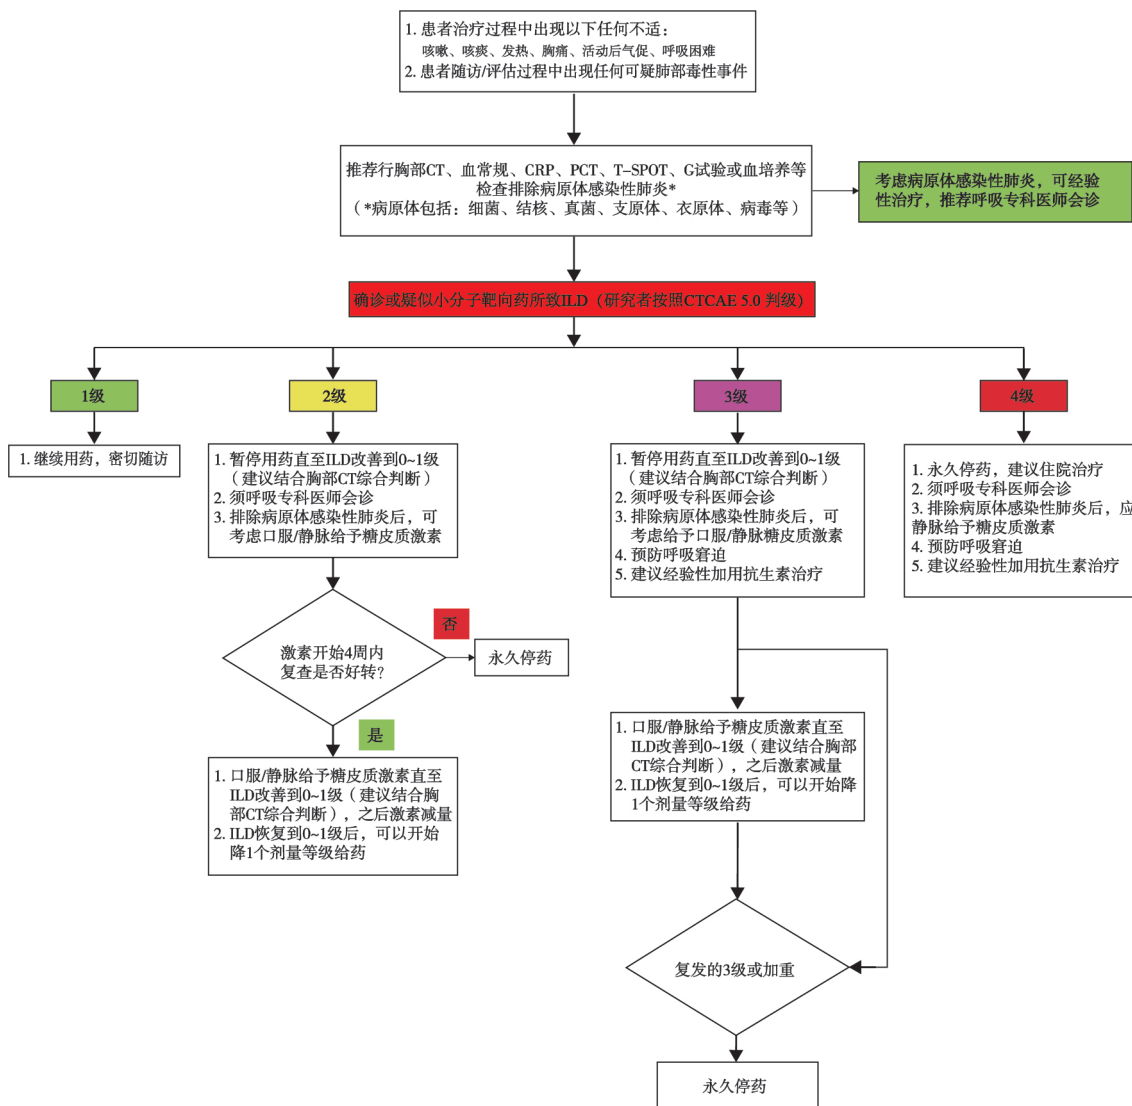 1. 患者治疗过程中出现以下任何不适：
咳嗽、咳痰、发热、胸痛、活动后气促、呼吸困难
2. 患者随访/评估过程中出现任何可疑肺部毒性事件
推荐行胸部CT、血常规、CRP、PCT、T-SPOT、G试验或血培养等
检查排除病原体感染性肺炎*
（*病原体包括：细菌、结核、真菌、支原体、衣原体、病毒等）
考虑病原体感染性肺炎，可经验
性治疗，推荐呼吸专科医师会诊
确诊或疑似小分子靶向药所致ILD（研究者按照CTCAE 5.0 判级）
1级
1. 继续用药，密切随访
2级
1. 暂停用药直至ILD改善到0~1级
（建议结合胸部CT综合判断）
2. 须呼吸专科医师会诊
3. 排除病原体感染性肺炎后，可
考虑口服/静脉给予糖皮质激素
激素开始4周内
复查是否好转?
否
永久停药
是
1. 口服/静脉给予糖皮质激素直至
ILD改善到0~1级（建议结合胸
部CT综合判断），之后激素减量
2. ILD恢复到0~1级后，可以开始
降1个剂量等级给药
3级
1. 暂停用药直至ILD改善到0~1级
（建议结合胸部CT综合判断）
2. 须呼吸专科医师会诊
3. 排除病原体感染性肺炎后，可
考虑给予口服/静脉糖皮质激素
4. 预防呼吸窘迫
5. 建议经验性加用抗生素治疗
1. 口服/静脉给予糖皮质激素直至
ILD改善到0~1级（建议结合胸部
CT综合判断），之后激素减量
2. ILD恢复到0~1级后，可以开始降
1个剂量等级给药
复发的3级或加重
永久停药
4级
1. 永久停药，建议住院治疗
2. 须呼吸专科医师会诊
3. 排除病原体感染性肺炎后，应
静脉给予糖皮质激素
4. 预防呼吸窘迫
5. 建议经验性加用抗生素治疗